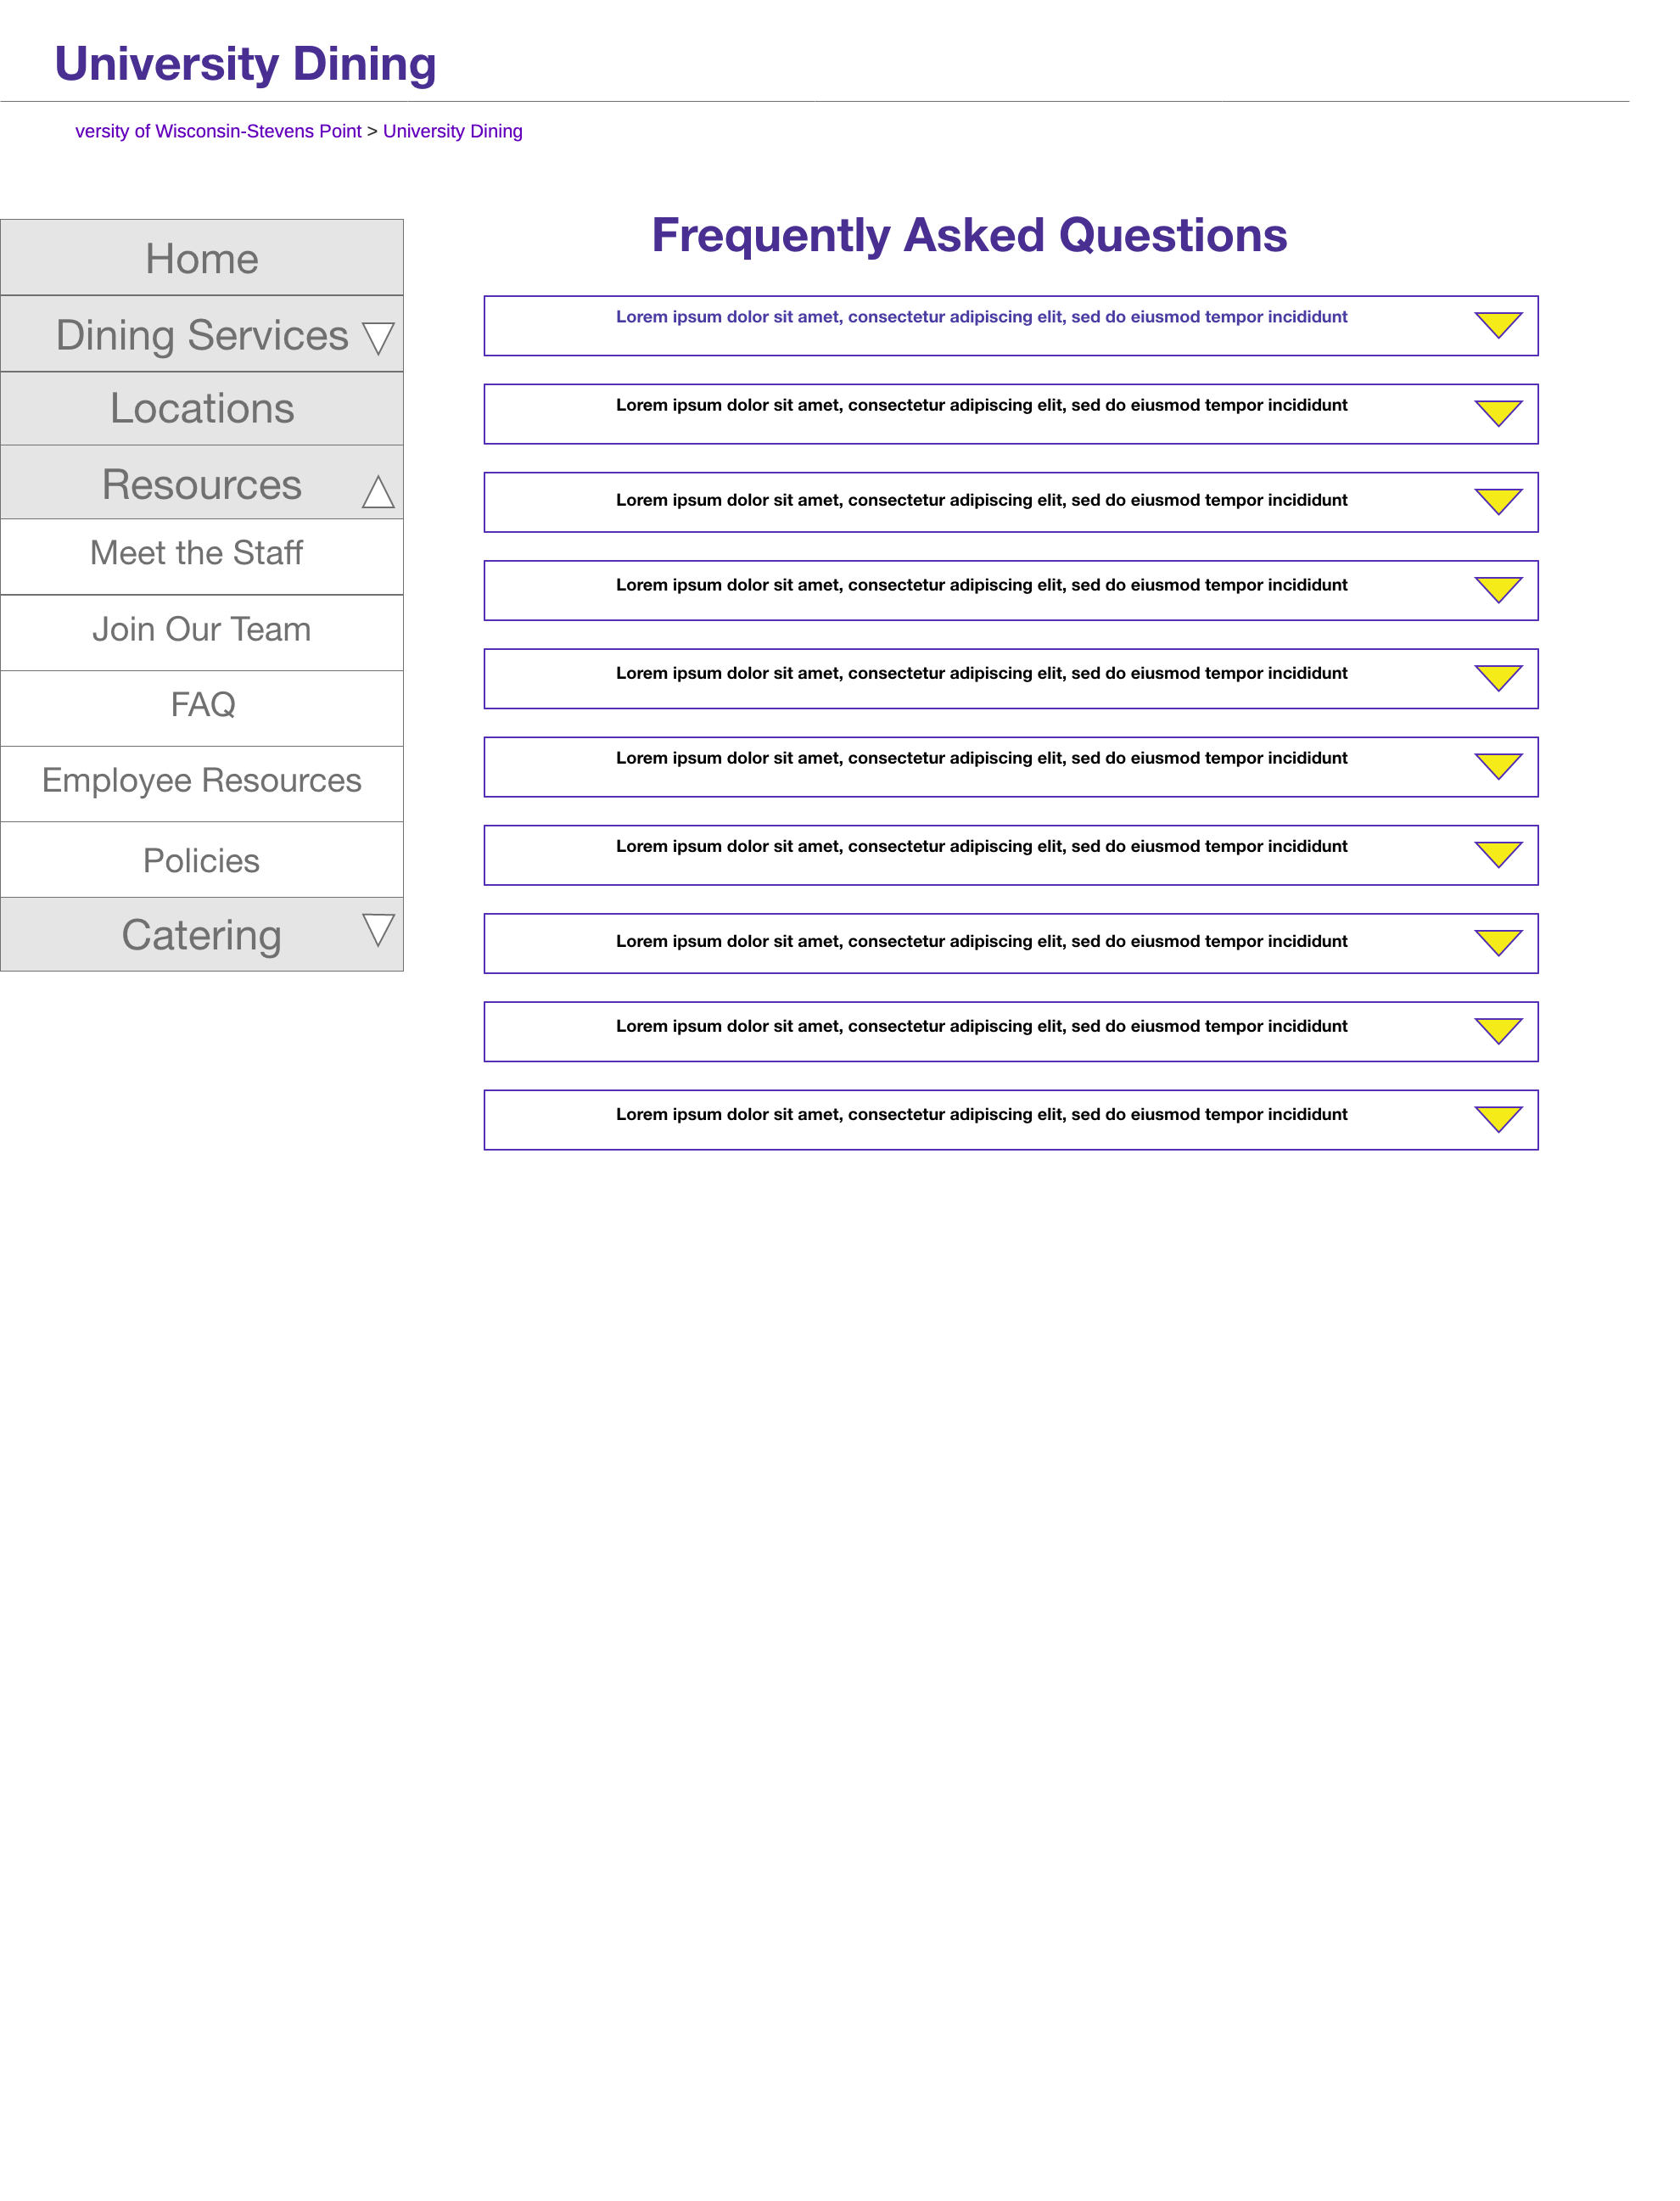 University Dining
versity of Wisconsin-Stevens Point > University Dining
Home
Dining Services
Locations
Resources
Meet the Staff
Join Our Team
FAQ
Employee Resources
Policies
Catering
Frequently Asked Questions
Lorem ipsum dolor sit amet, consectetur adipiscing elit, sed do eiusmod tempor incididunt
Lorem ipsum dolor sit amet, consectetur adipiscing elit, sed do eiusmod tempor incididunt
Lorem ipsum dolor sit amet, consectetur adipiscing elit, sed do eiusmod tempor incididunt
Lorem ipsum dolor sit amet, consectetur adipiscing elit, sed do eiusmod tempor incididunt
Lorem ipsum dolor sit amet, consectetur adipiscing elit, sed do eiusmod tempor incididunt
Lorem ipsum dolor sit amet, consectetur adipiscing elit, sed do eiusmod tempor incididunt
Lorem ipsum dolor sit amet, consectetur adipiscing elit, sed do eiusmod tempor incididunt
Lorem ipsum dolor sit amet, consectetur adipiscing elit, sed do eiusmod tempor incididunt
Lorem ipsum dolor sit amet, consectetur adipiscing elit, sed do eiusmod tempor incididunt
Lorem ipsum dolor sit amet, consectetur adipiscing elit, sed do eiusmod tempor incididunt